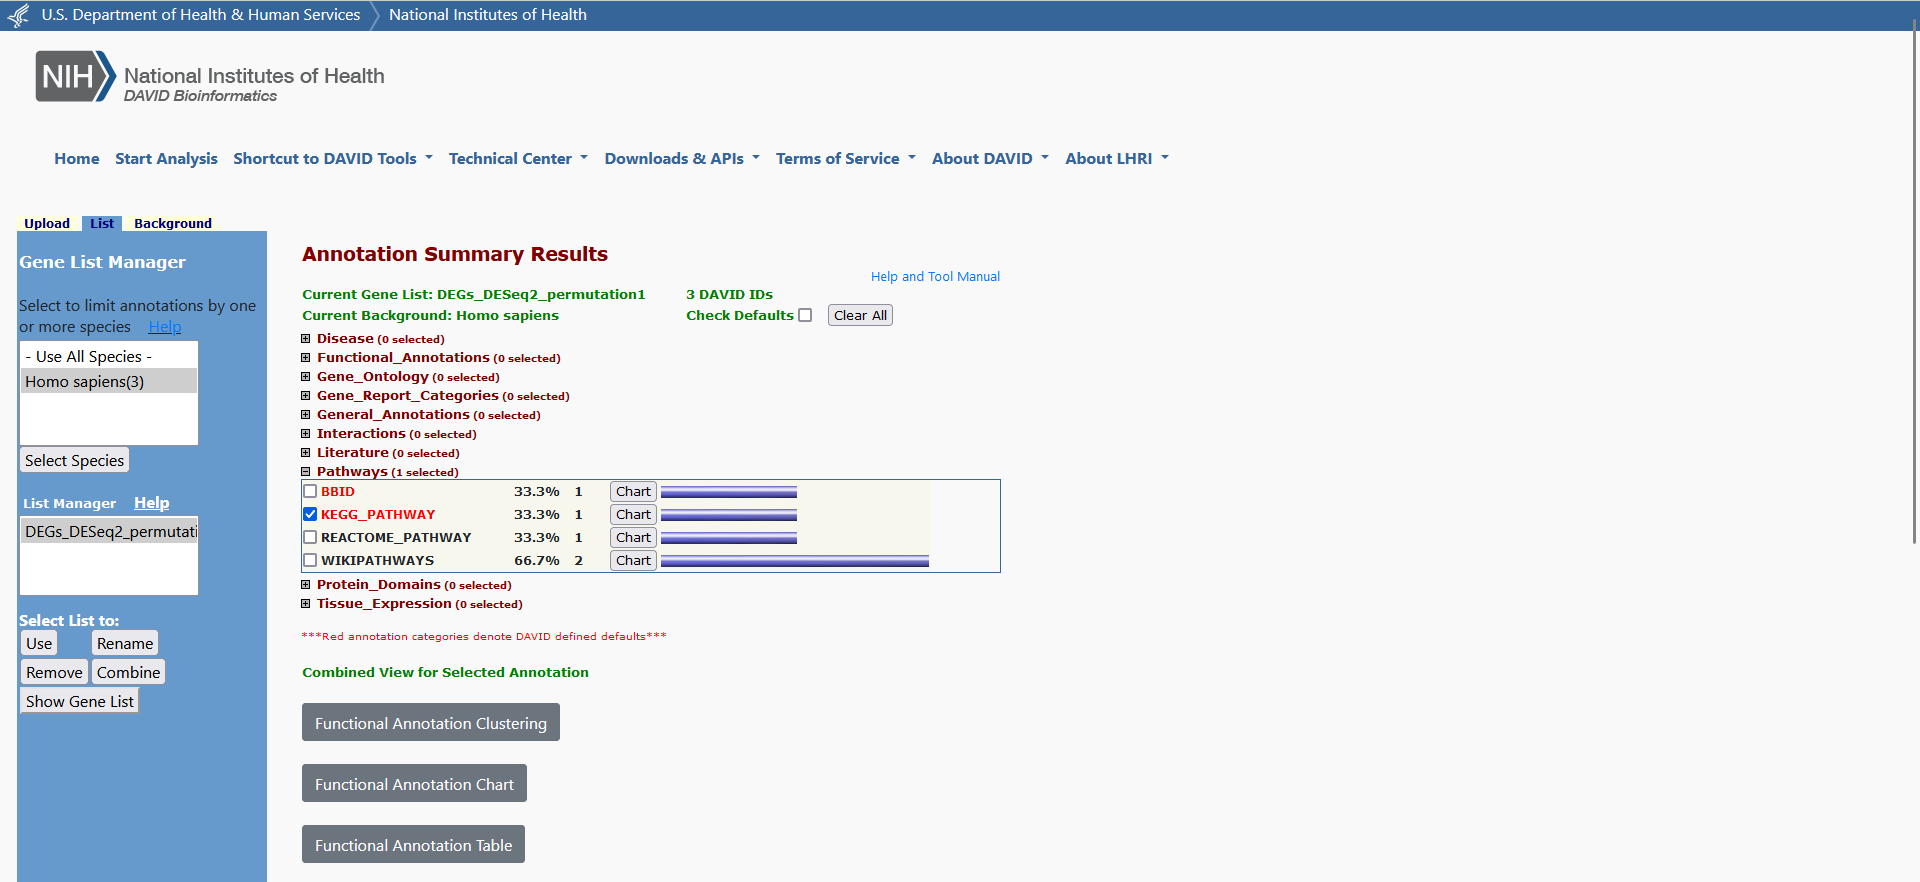 U.S. Department of Health & Human Services National Institutes of Health
NIH National Institutes of Health
DAVID Bioinformatics
Home Start Analysis Shortcut to DAVID Tools Technical Center Downloads & APIs Terms of Service About DAVID About LHRI
Upload List Background
Gene List Manager
Select to limit annotations by one
or more species Help
- Use All Species -
Homo sapiens(3)
Select Species
List Manager Help
DEGs_DESeq2_permutati
Select List to:
Use Rename
Remove Combine
Show Gene List
Annotation Summary Results
Help and Tool Manual
Current Gene List: DEGs_DESeq2_permutation1 3 DAVID IDs
Current Background: Homo sapiens Check Defaults Clear All
Disease (0 selected)
Functional_Annotations (0 selected)
Gene_Ontology (0 selected)
Gene_Report_Categories (0 selected)
General_Annotations (0 selected)
Interactions (0 selected)
Literature (0 selected)
Pathways (1 selected)
BBID 33.3% 1 Chart
KEGG_PATHWAY 33.3% 1 Chart
REACTOME_PATHWAY 33.3% 1 Chart
WIKIPATHWAYS 66.7% 2 Chart
Protein_Domains (0 selected)
Tissue_Expression (0 selected)
***Red annotation categories denote DAVID defined defaults***
Combined View for Selected Annotation
Functional Annotation Clustering
Functional Annotation Chart
Functional Annotation Table